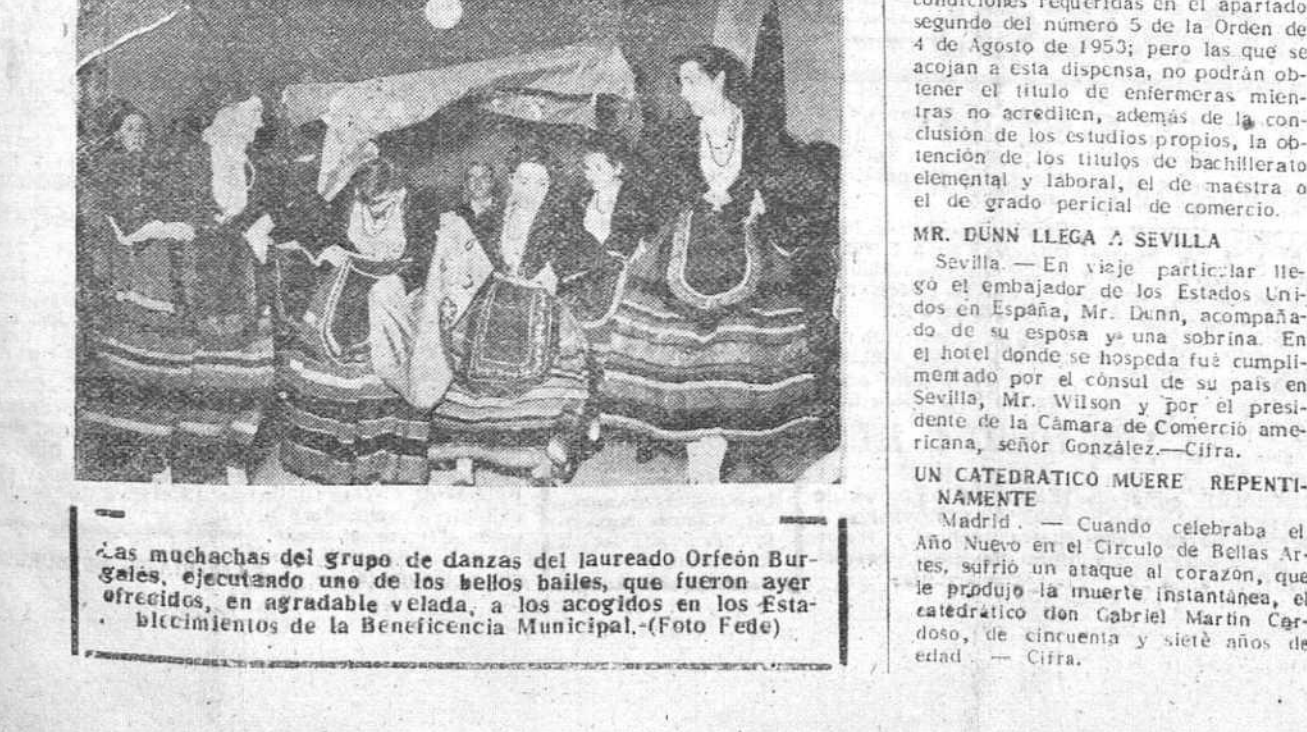 Las muchachas del grupo de danzas del laureado Orfeón Bur-
galés, ejecutando uno de los bellos bailes, que fueron ayer
ofrecidos, en agradable velada, a los acogidos en los Esta-
blecimientos de la Beneficencia Municipal.-(Foto Fede)
condiciones requeridas en el apartado
segundo del número 5 de la Orden de
4 de Agosto de 1953; pero las que se
acojan a esta dispensa, no podrán ob-
tener el título de enfermeras mien-
tras no acrediten, además de la con-
clusión de los estudios propios, la ob-
tención de los títulos de bachillerato
elemental y laboral, el de maestra o
el de grado pericial de comercio.
MR. DUNN LLEGA A SEVILLA
Sevilla. — En viaje particular lle-
gó el embajador de los Estados Uni-
dos en España, Mr. Dunn, acompaña-
do de su esposa y una sobrina. En
el hotel donde se hospeda fué cumpli-
mentado por el cónsul de su país en
Sevilla, Mr. Wilson y por el presi-
dente de la Cámara de Comercio ame-
ricana, señor González.—Cifra.
UN CATEDRATICO MUERE REPENTI-
NAMENTE
Madrid. — Cuando celebraba el
Año Nuevo en el Círculo de Bellas Ar-
tes, sufrió un ataque al corazón, que
le produjo la muerte instantánea, el
catedrático don Gabriel Martín Car-
doso, de cincuenta y siete años de
edad — Cifra.